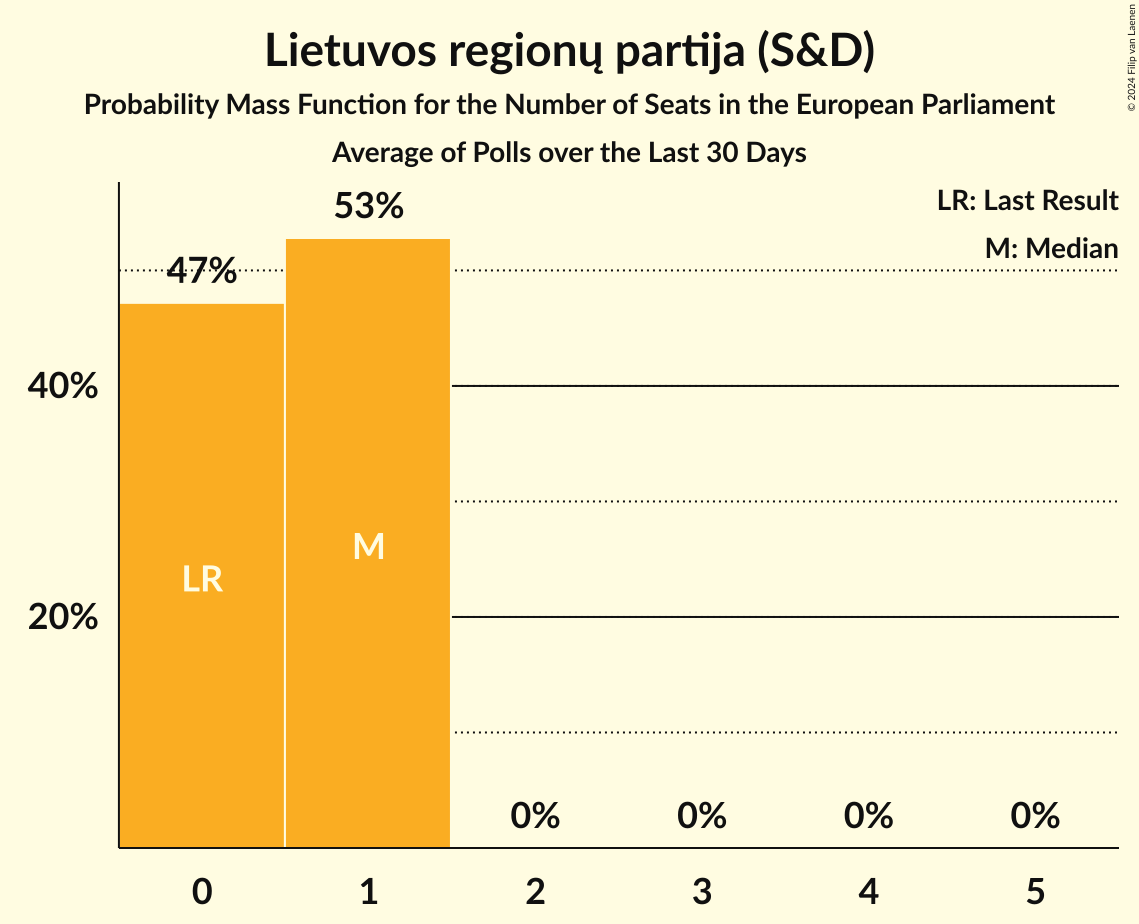 Lietuvos regionų partija (S&D)
Probability Mass Function for the Number of Seats in the European Parliament
Average of Polls over the Last 30 Days
© 2024 Filip van Laenen
LR: Last Result
M: Median
53%
47%
40%
20%
LR
M
0%
0%
0%
0%
0
1
2
3
4
5